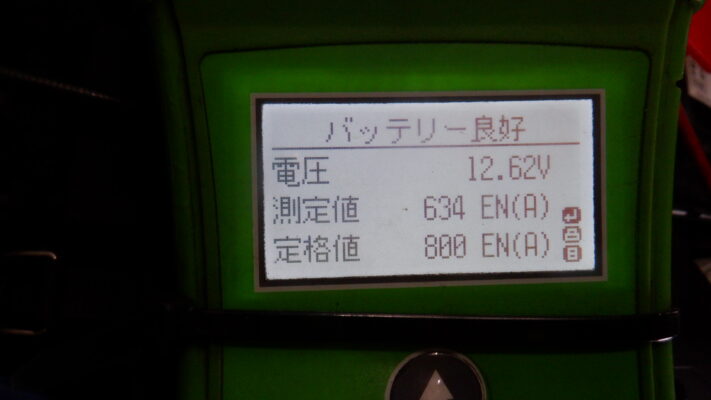 バッテリー良好
電圧 12.62V
測定値 634 EN(A)
定格値 800 EN(A)